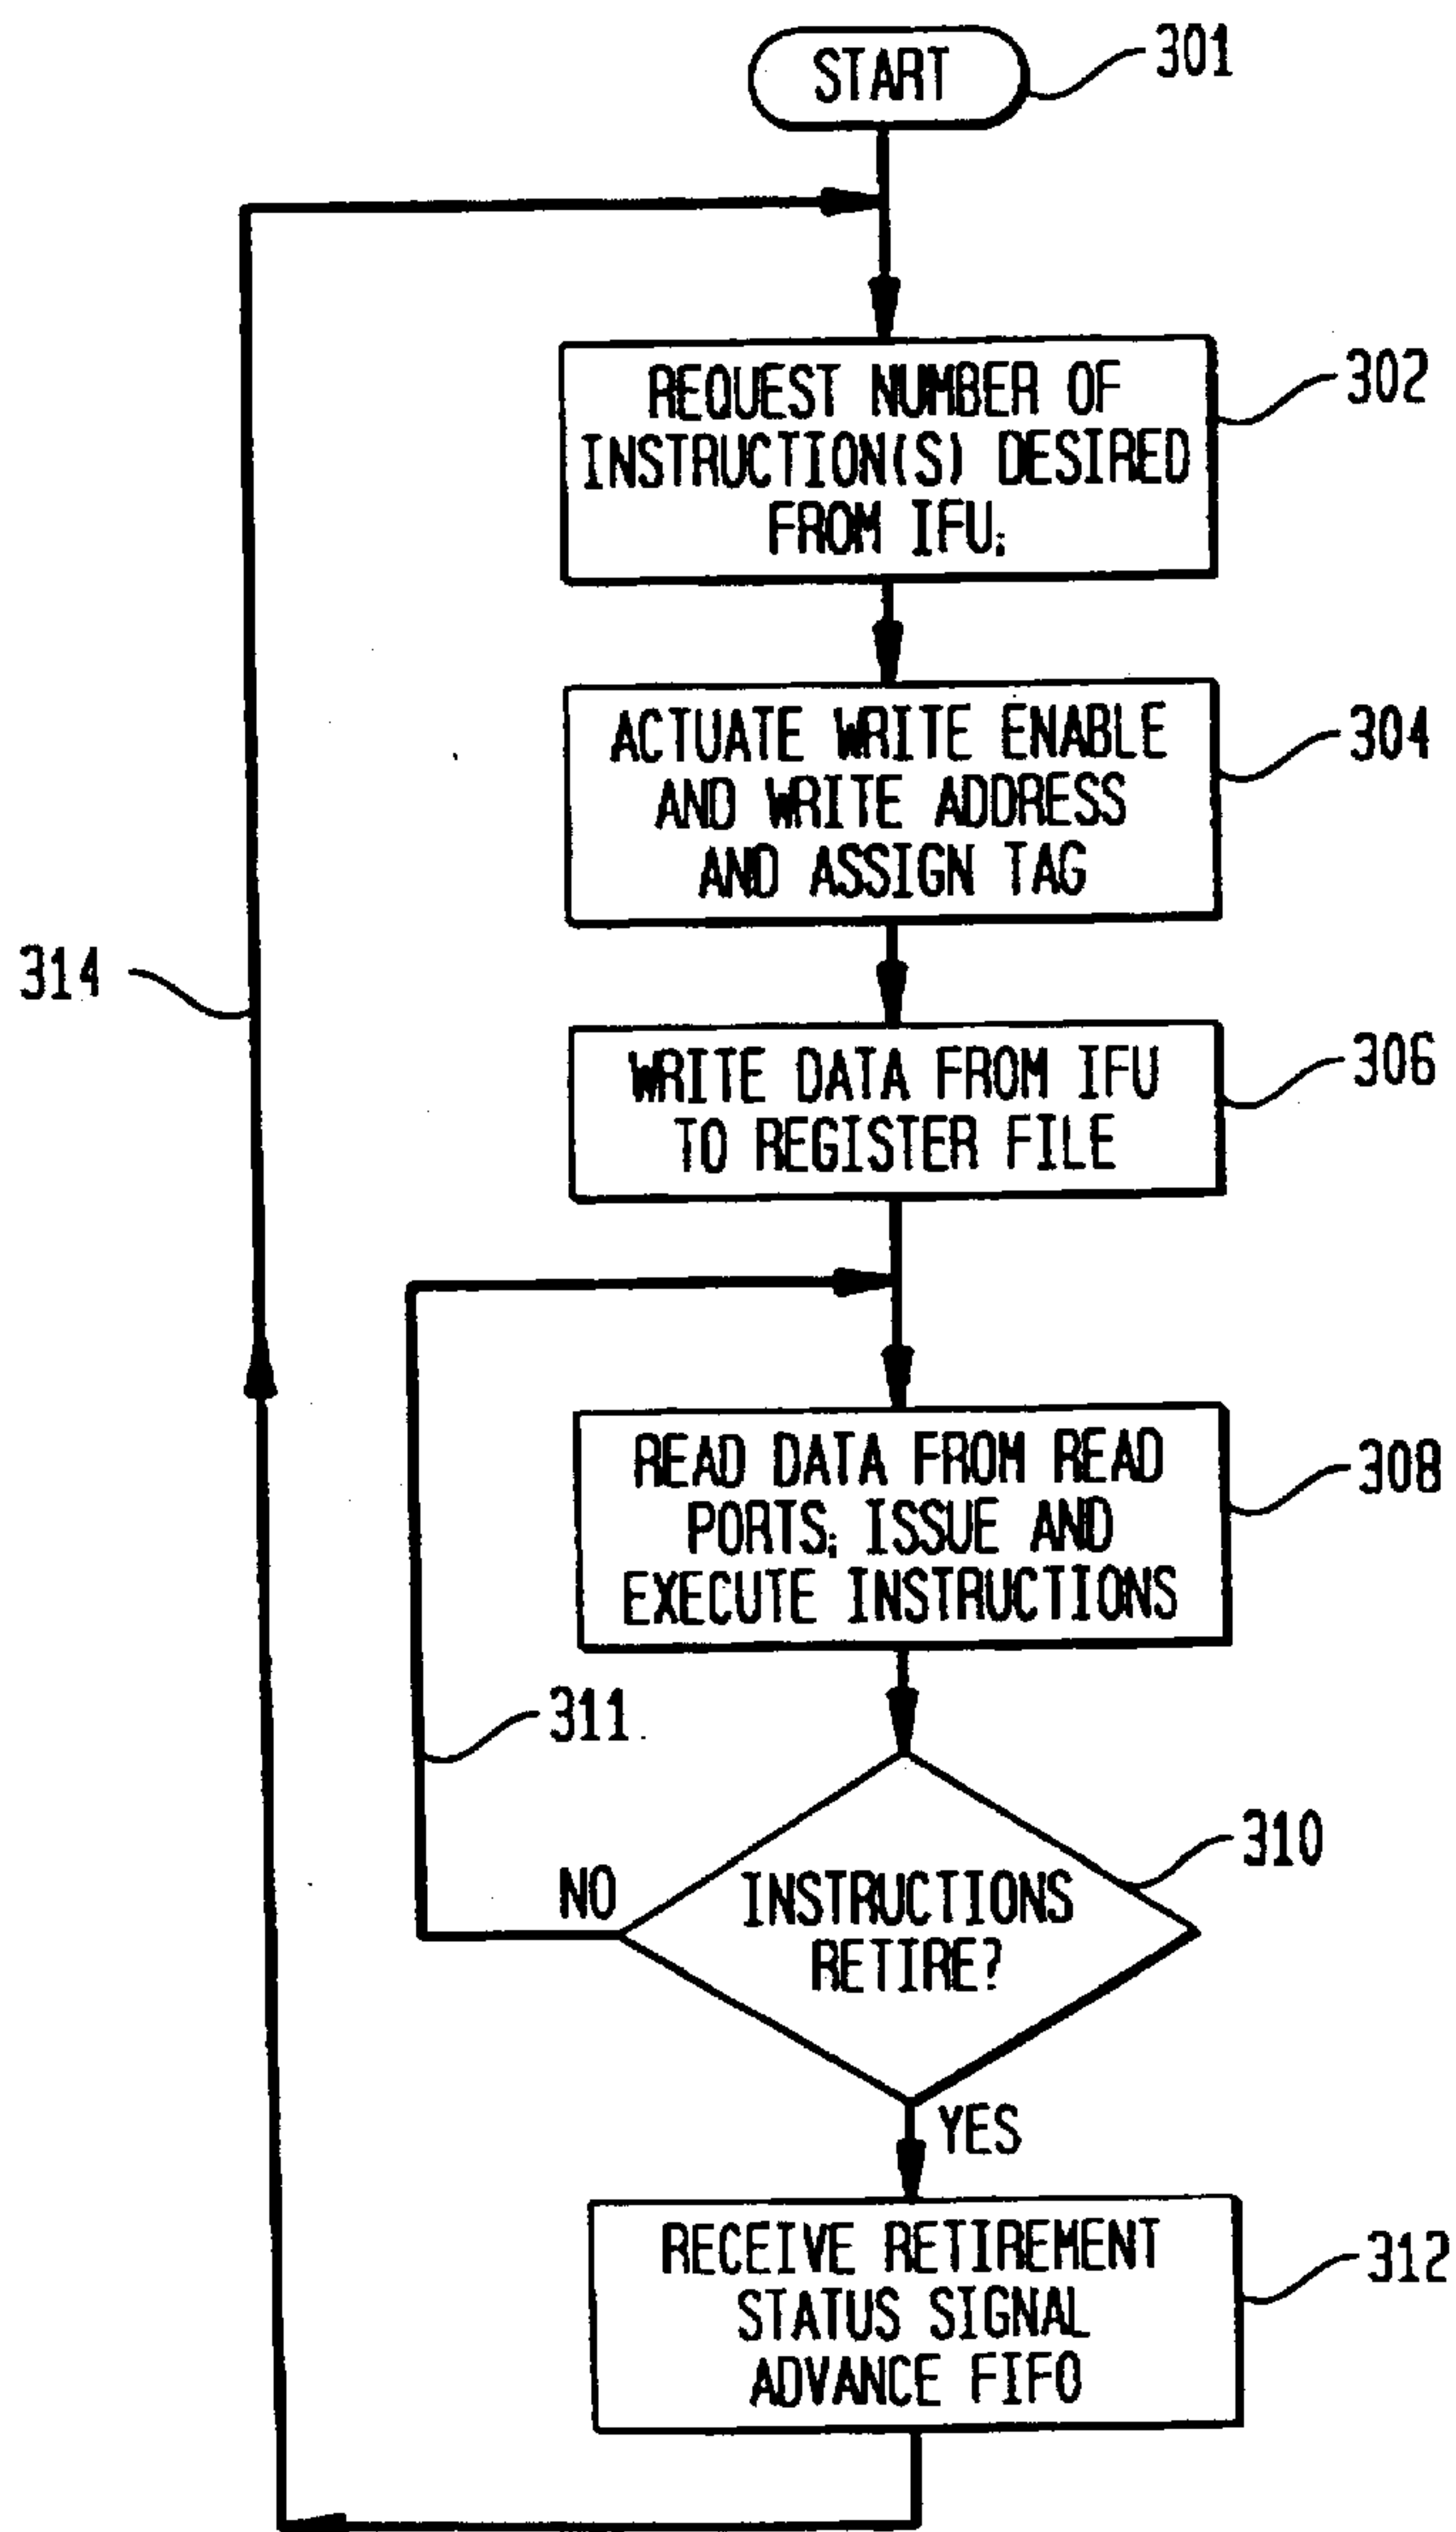 START
301
REQUEST NUMBER OF
INSTRUCTION(S) DESIRED
FROM IFU;
302
ACTUATE WRITE ENABLE
AND WRITE ADDRESS
AND ASSIGN TAG
304
314
WRITE DATA FROM IFU
TO REGISTER FILE
306
READ DATA FROM READ
PORTS; ISSUE AND
EXECUTE INSTRUCTIONS
308
311
INSTRUCTIONS
RETIRE?
310
NO
YES
RECEIVE RETIREMENT
STATUS SIGNAL
ADVANCE FIFO
312